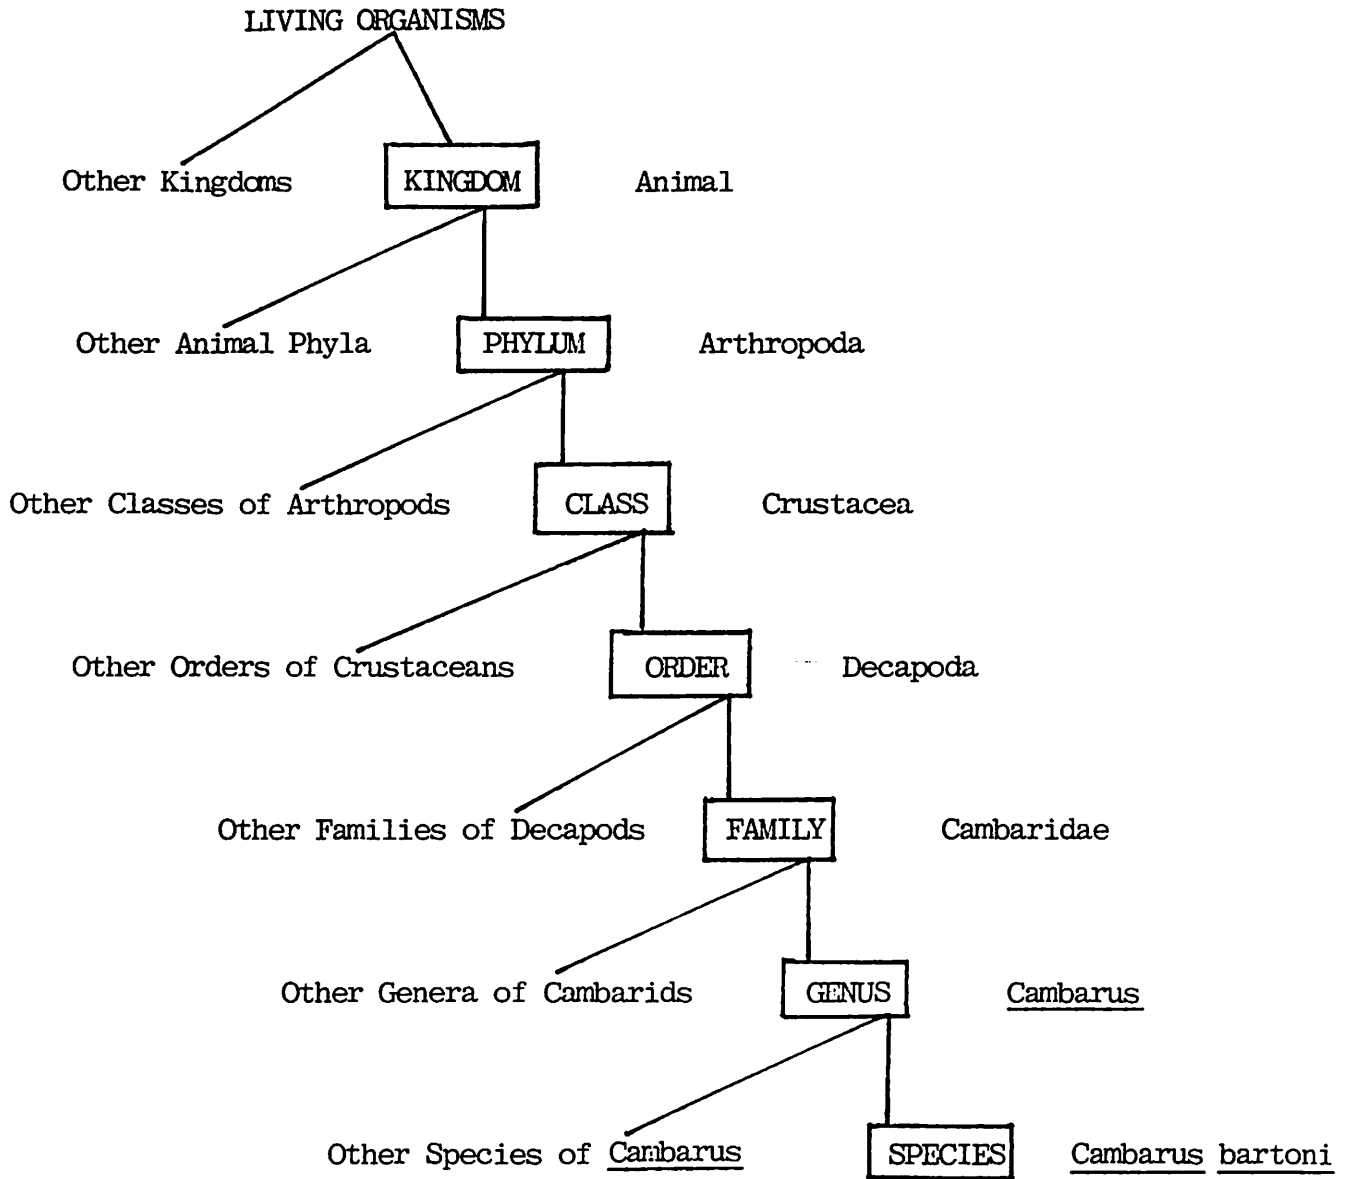 LIVING ORGANISMS
Other Kingdoms KINGDOM Animal
Other Animal Phyla PHYLUM Arthropoda
Other Classes of Arthropods CLASS Crustacea
Other Orders of Crustaceans ORDER Decapoda
Other Families of Decapods FAMILY Cambaridae
Other Genera of Cambarids GENUS Cambarus
Other Species of Cambarus SPECIES Cambarus bartoni